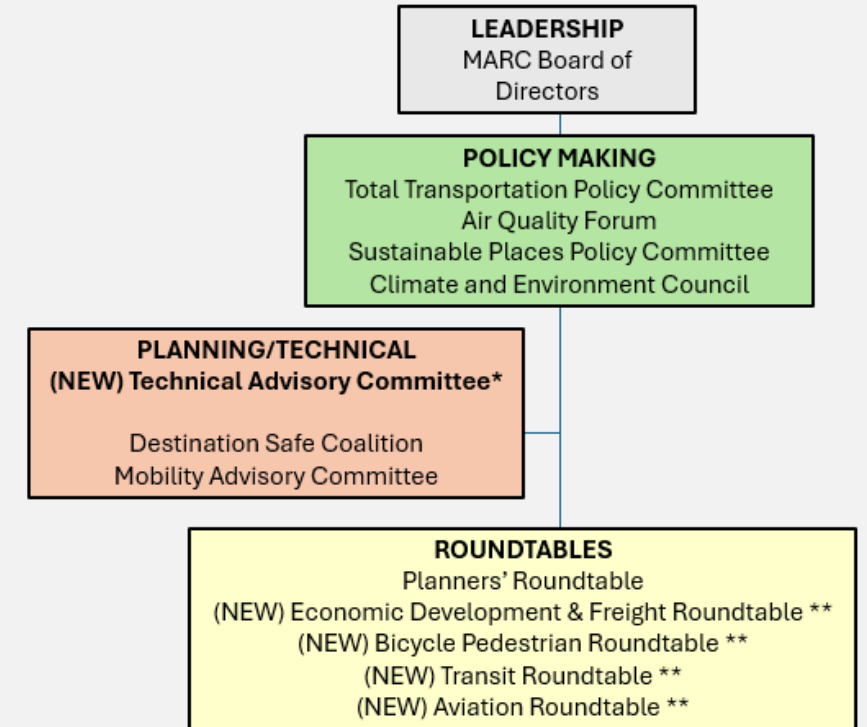 LEADERSHIP
MARC Board of
Directors
POLICY MAKING
Total Transportation Policy Committee
Air Quality Forum
Sustainable Places Policy Committee
Climate and Environment Council
PLANNING/TECHNICAL
(NEW) Technical Advisory Committee*
Destination Safe Coalition
Mobility Advisory Committee
ROUNDTABLES
Planners’ Roundtable
(NEW) Economic Development & Freight Roundtable **
(NEW) Bicycle Pedestrian Roundtable **
(NEW) Transit Roundtable **
(NEW) Aviation Roundtable **